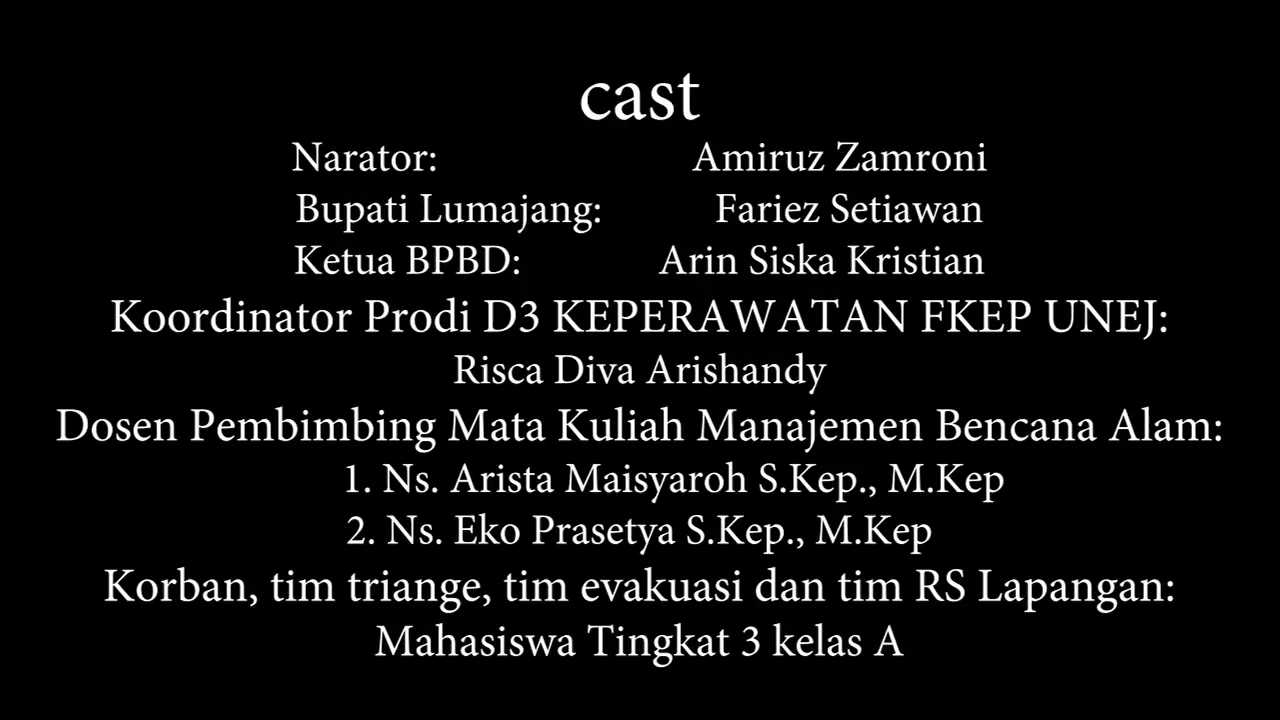 cast
Narator: Amiruz Zamroni
Bupati Lumajang: Fariez Setiawan
Ketua BPBD: Arin Siska Kristian
Koordinator Prodi D3 KEPERAWATAN FKEP UNEJ:
Risca Diva Arishandy
Dosen Pembimbing Mata Kuliah Manajemen Bencana Alam:
1. Ns. Arista Maisyaroh S.Kep., M.Kep
2. Ns. Eko Prasetya S.Kep., M.Kep
Korban, tim triange, tim evakuasi dan tim RS Lapangan:
Mahasiswa Tingkat 3 kelas A